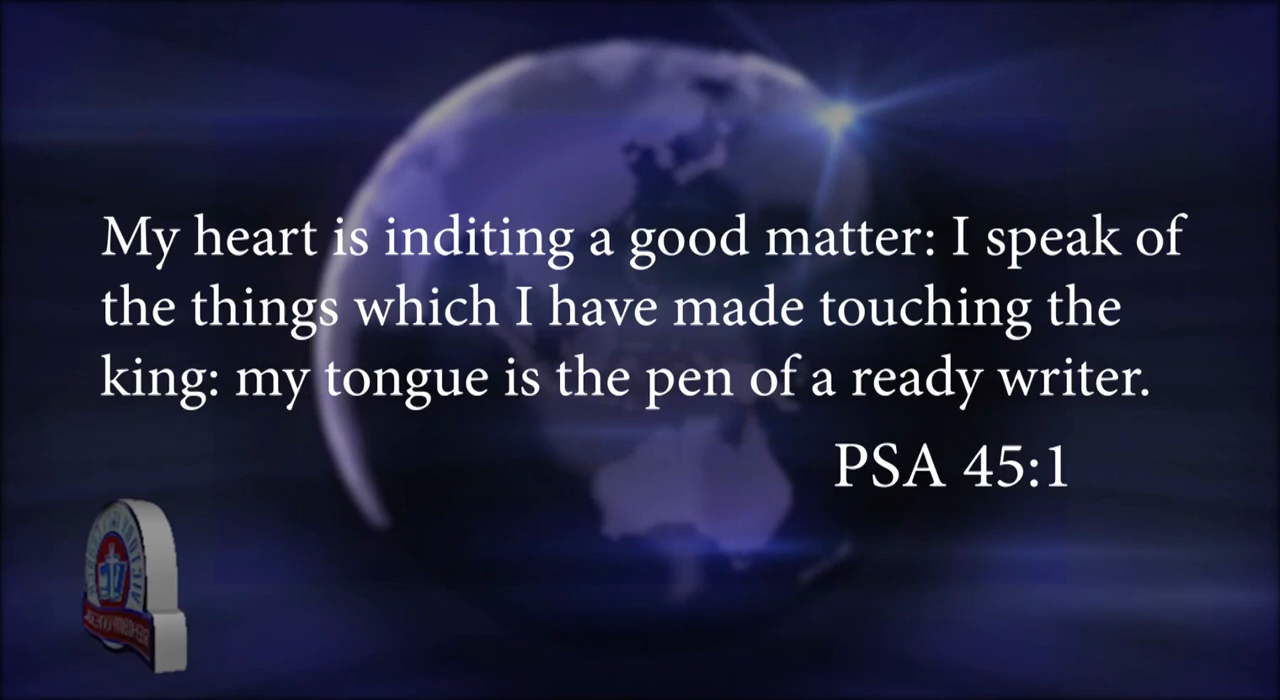 My heart is inditing a good matter: I speak of
the things which I have made touching the
king: my tongue is the pen of a ready writer.
PSA 45:1